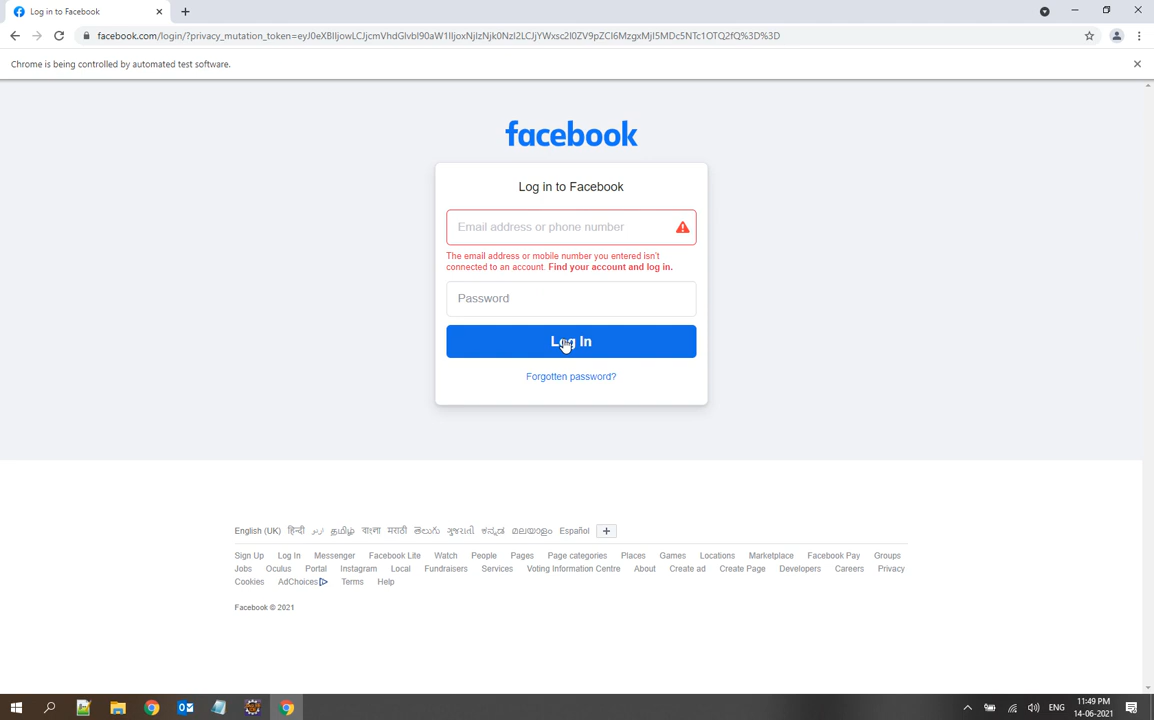 Log in to Facebook
facebook.com/login/?privacy_mutation_token=eyJ0eXBlIjowLCJjcmVhdGlvbl90aW1lIjoxNjIzNjk0NzI2LCJjYWxsc2l0ZV9pZCI6MzgxMjI5MDc5NTc1OTQ2fQ%3D%3D
Chrome is being controlled by automated test software.
facebook
Log in to Facebook
Email address or phone number
The email address or mobile number you entered isn't
connected to an account. Find your account and log in.
Password
Log In
Forgotten password?
English (UK) हिन्दी اردو தமிழ் বাংলা मराठी తెలుగు ગુજરાતી ಕನ್ನಡ മലയാളം Español +
Sign Up Log In Messenger Facebook Lite Watch People Pages Page categories Places Games Locations Marketplace Facebook Pay Groups
Jobs Oculus Portal Instagram Local Fundraisers Services Voting Information Centre About Create ad Create Page Developers Careers Privacy
Cookies AdChoices Terms Help
Facebook © 2021
ENG
11:49 PM
14-06-2021